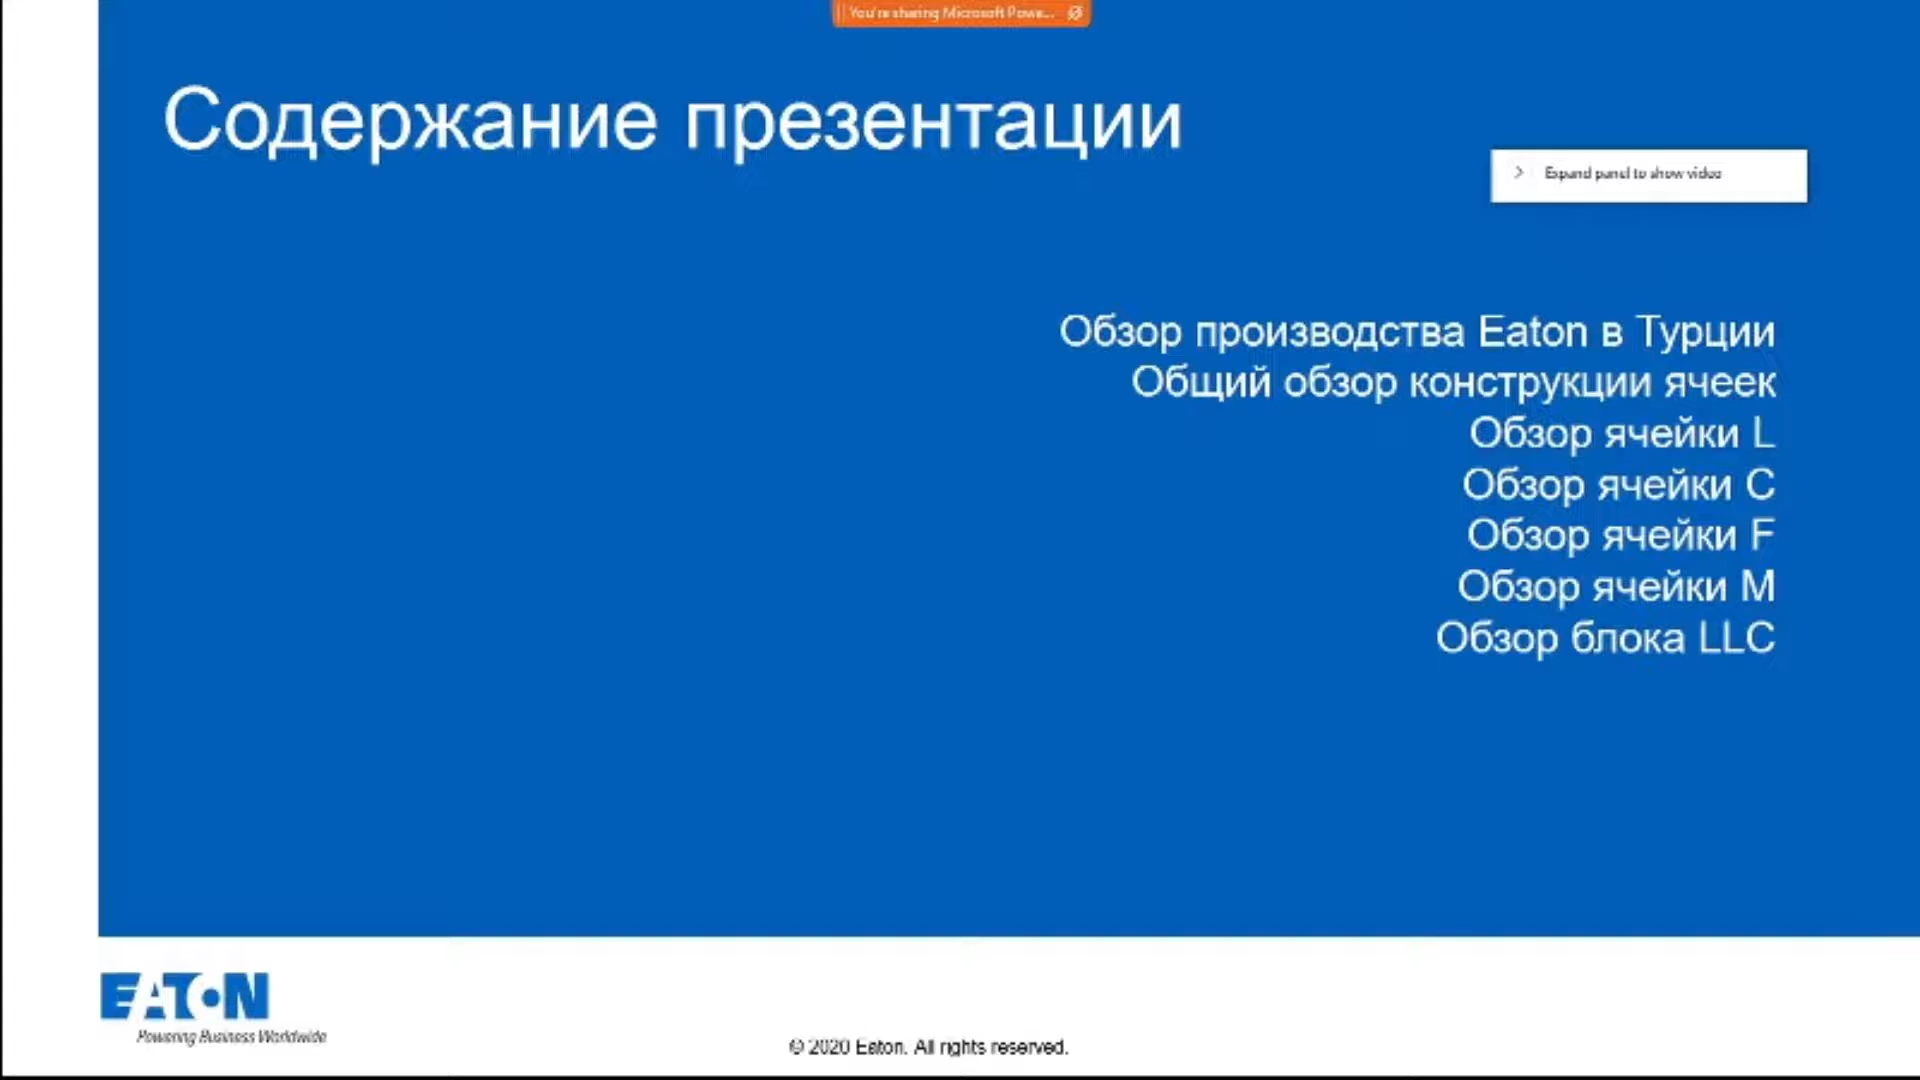 You're sharing Microsoft Powe...
Содержание презентации
Expand panel to show video
Обзор производства Eaton в Турции
Общий обзор конструкции ячеек
Обзор ячейки L
Обзор ячейки C
Обзор ячейки F
Обзор ячейки M
Обзор блока LLC
EATON
Powering Business Worldwide
© 2020 Eaton. All rights reserved.